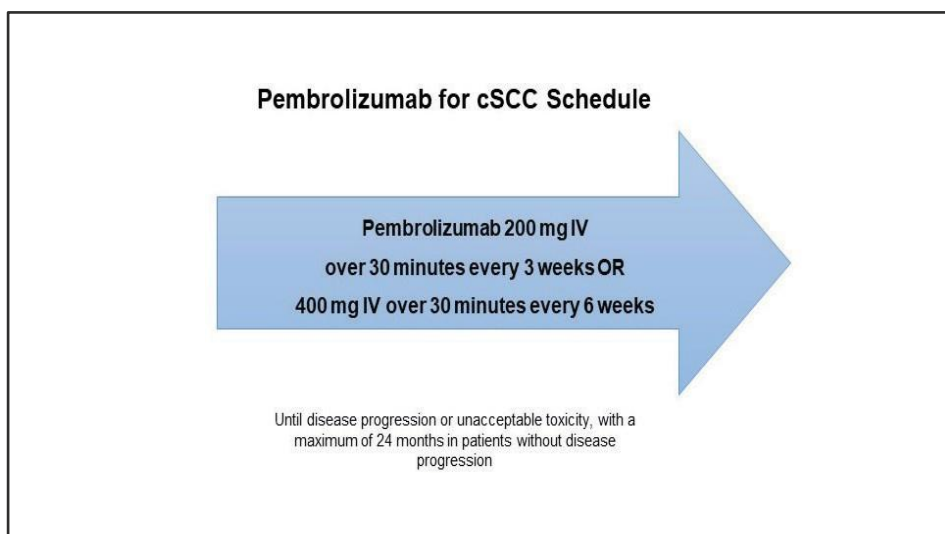 Pembrolizumab for cSCC Schedule
Pembrolizumab 200 mg IV
over 30 minutes every 3 weeks OR
400 mg IV over 30 minutes every 6 weeks
Until disease progression or unacceptable toxicity, with a
maximum of 24 months in patients without disease
progression